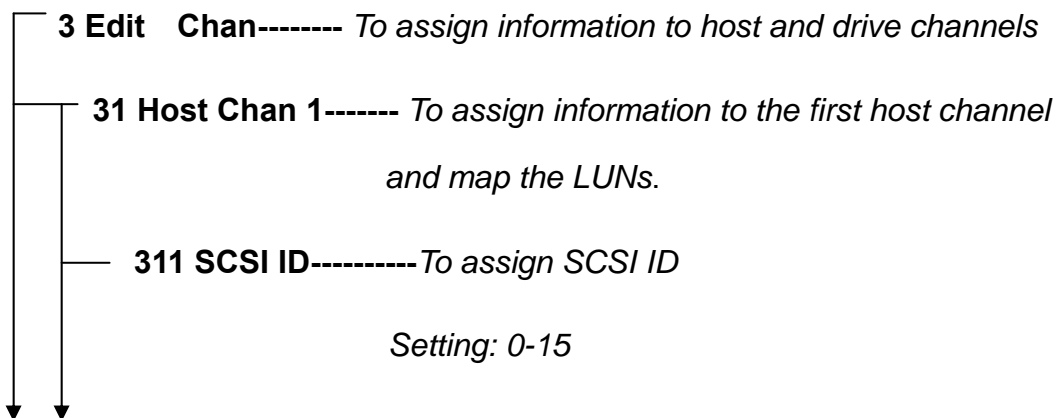 3 Edit Chan-------- To assign information to host and drive channels
31 Host Chan 1------- To assign information to the first host channel
and map the LUNs.
311 SCSI ID----------To assign SCSI ID
Setting: 0-15